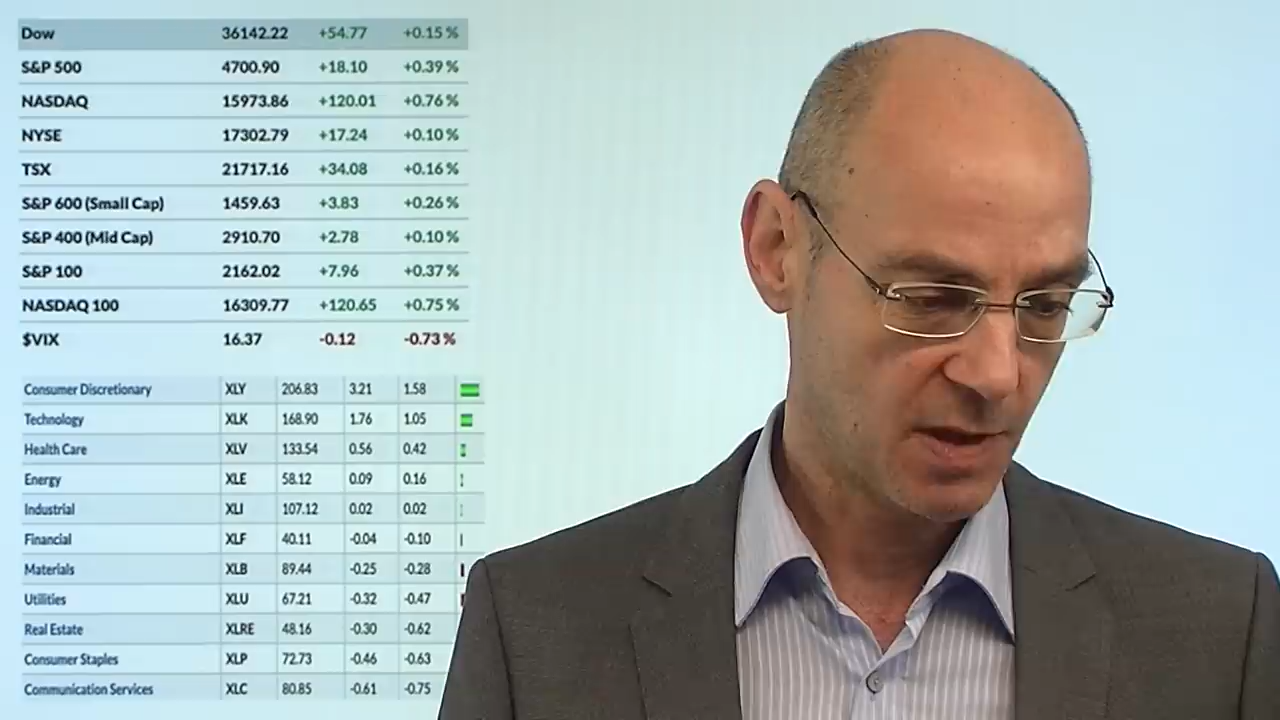 Dow 36142.22 +54.77 +0.15 %
S&P 500 4700.90 +18.10 +0.39 %
NASDAQ 15973.86 +120.01 +0.76 %
NYSE 17302.79 +17.24 +0.10 %
TSX 21717.16 +34.08 +0.16 %
S&P 600 (Small Cap) 1459.63 +3.83 +0.26 %
S&P 400 (Mid Cap) 2910.70 +2.78 +0.10 %
S&P 100 2162.02 +7.96 +0.37 %
NASDAQ 100 16309.77 +120.65 +0.75 %
$VIX 16.37 -0.12 -0.73 %
Consumer Discretionary XLY 206.83 3.21 1.58
Technology XLK 168.90 1.76 1.05
Health Care XLV 133.54 0.56 0.42
Energy XLE 58.12 0.09 0.16
Industrial XLI 107.12 0.02 0.02
Financial XLF 40.11 -0.04 -0.10
Materials XLB 89.44 -0.25 -0.28
Utilities XLU 67.21 -0.32 -0.47
Real Estate XLRE 48.16 -0.30 -0.62
Consumer Staples XLP 72.73 -0.46 -0.63
Communication Services XLC 80.85 -0.61 -0.75